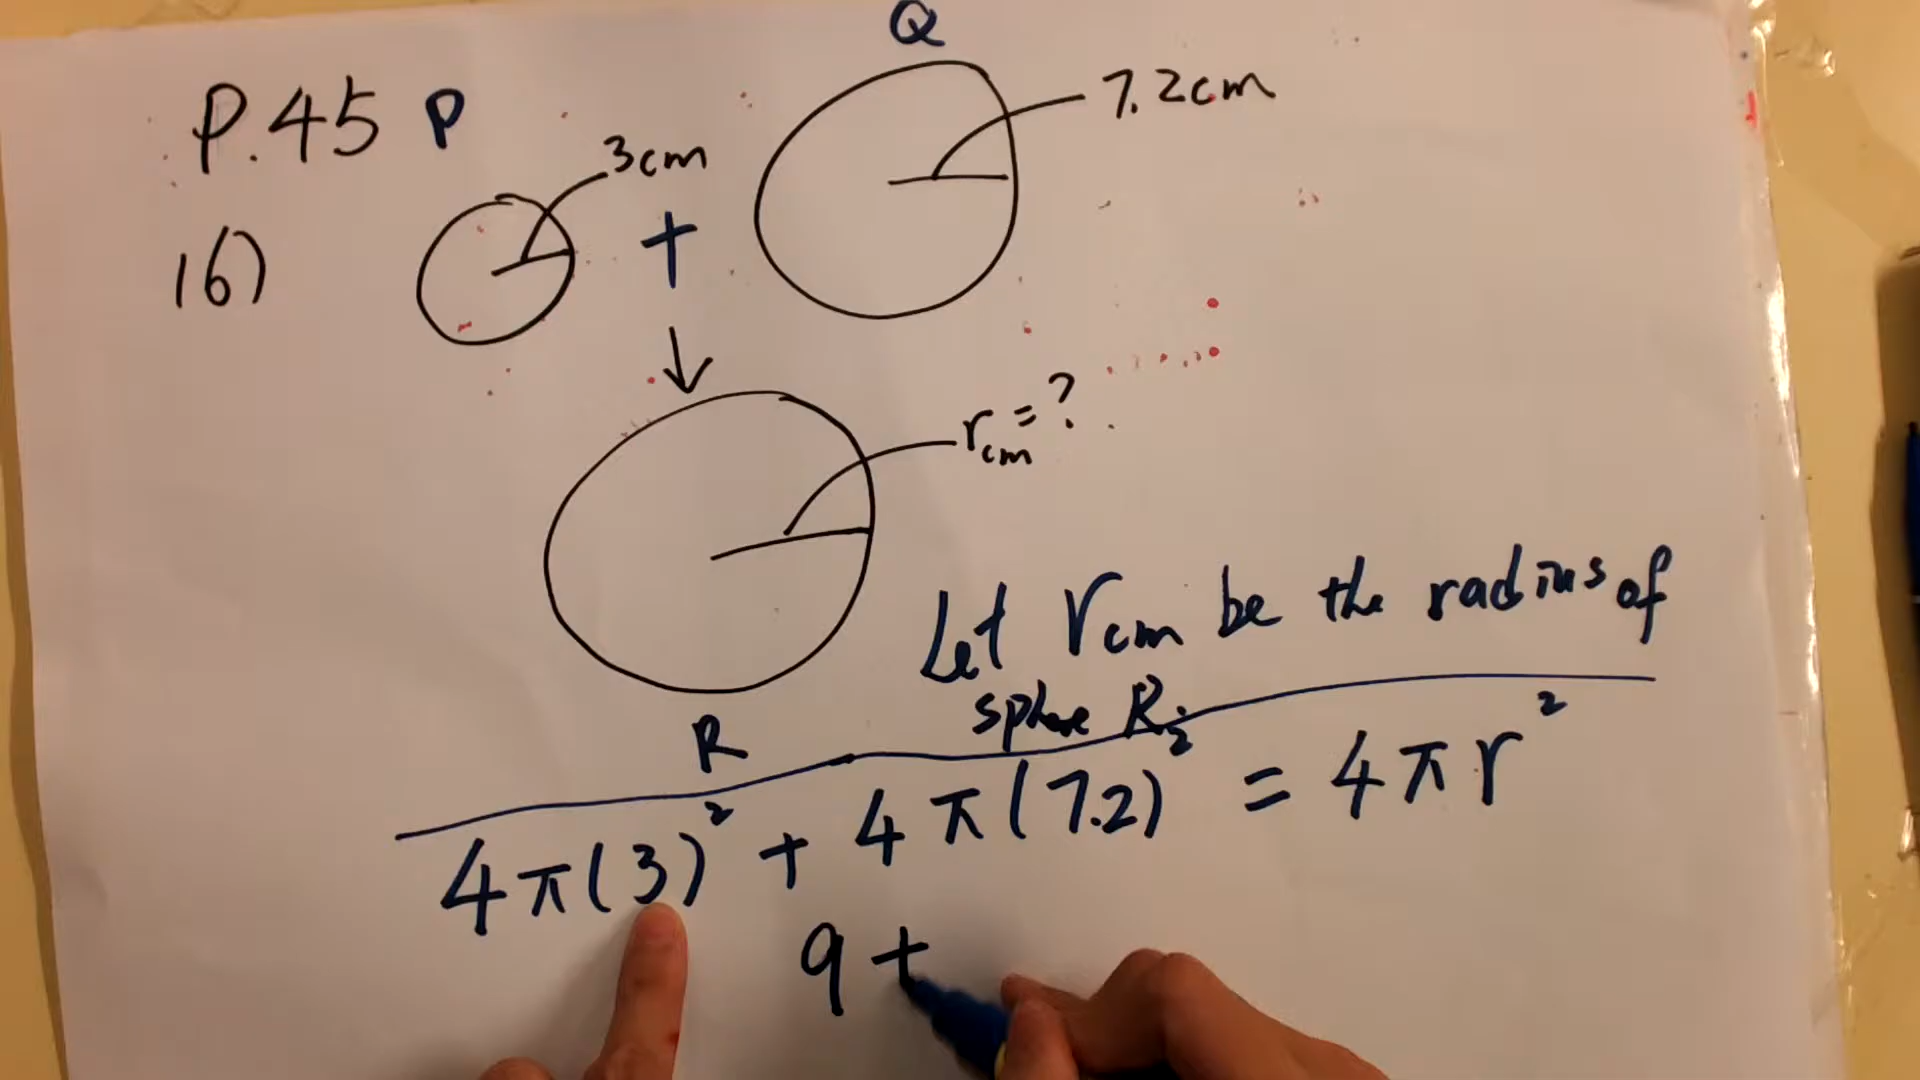 Q
P.45 P
7.2cm
3cm
16)
+
r cm = ?
Let r cm be the radius of
sphere R.
R
4π(3)² + 4π(7.2)² = 4πr²
9 +